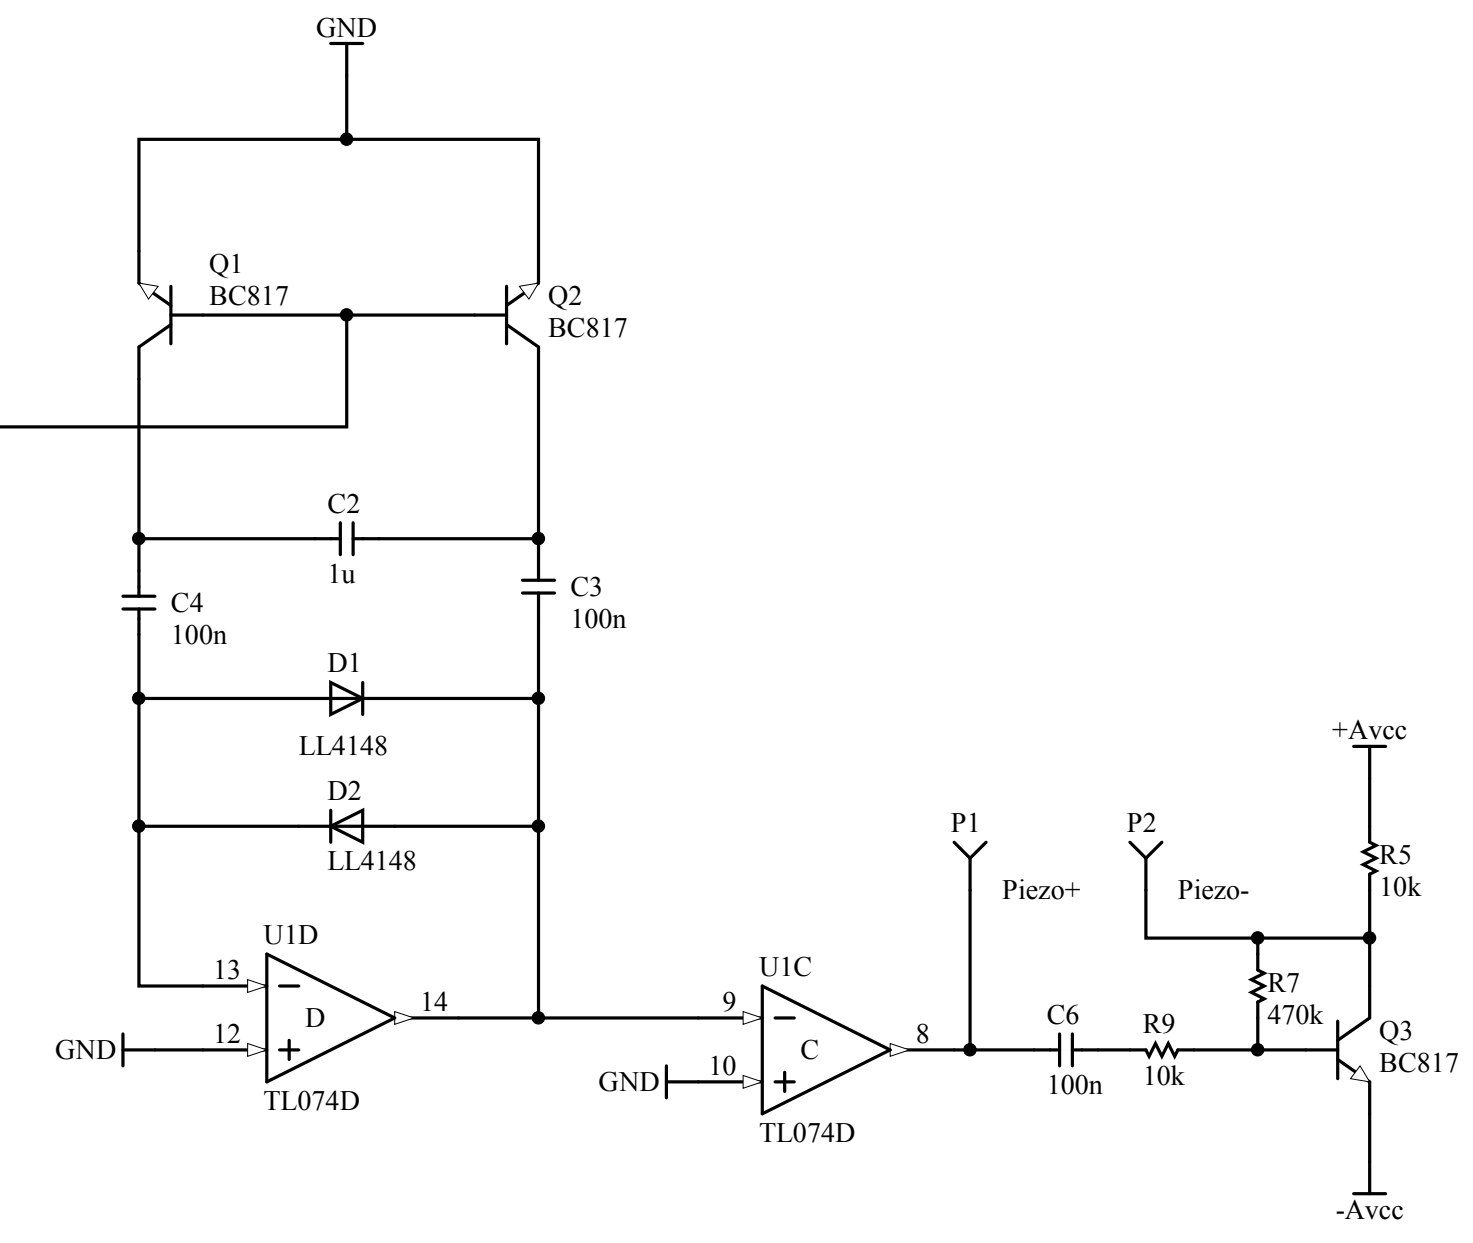 GND
Q1
BC817
Q2
BC817
C2
1u
C4
100n
C3
100n
D1
LL4148
D2
LL4148
U1D
13
D
14
12
GND
TL074D
U1C
9
C
8
10
GND
TL074D
P1
Piezo+
P2
Piezo-
+Avcc
R5
10k
R7
470k
C6
100n
R9
10k
Q3
BC817
-Avcc